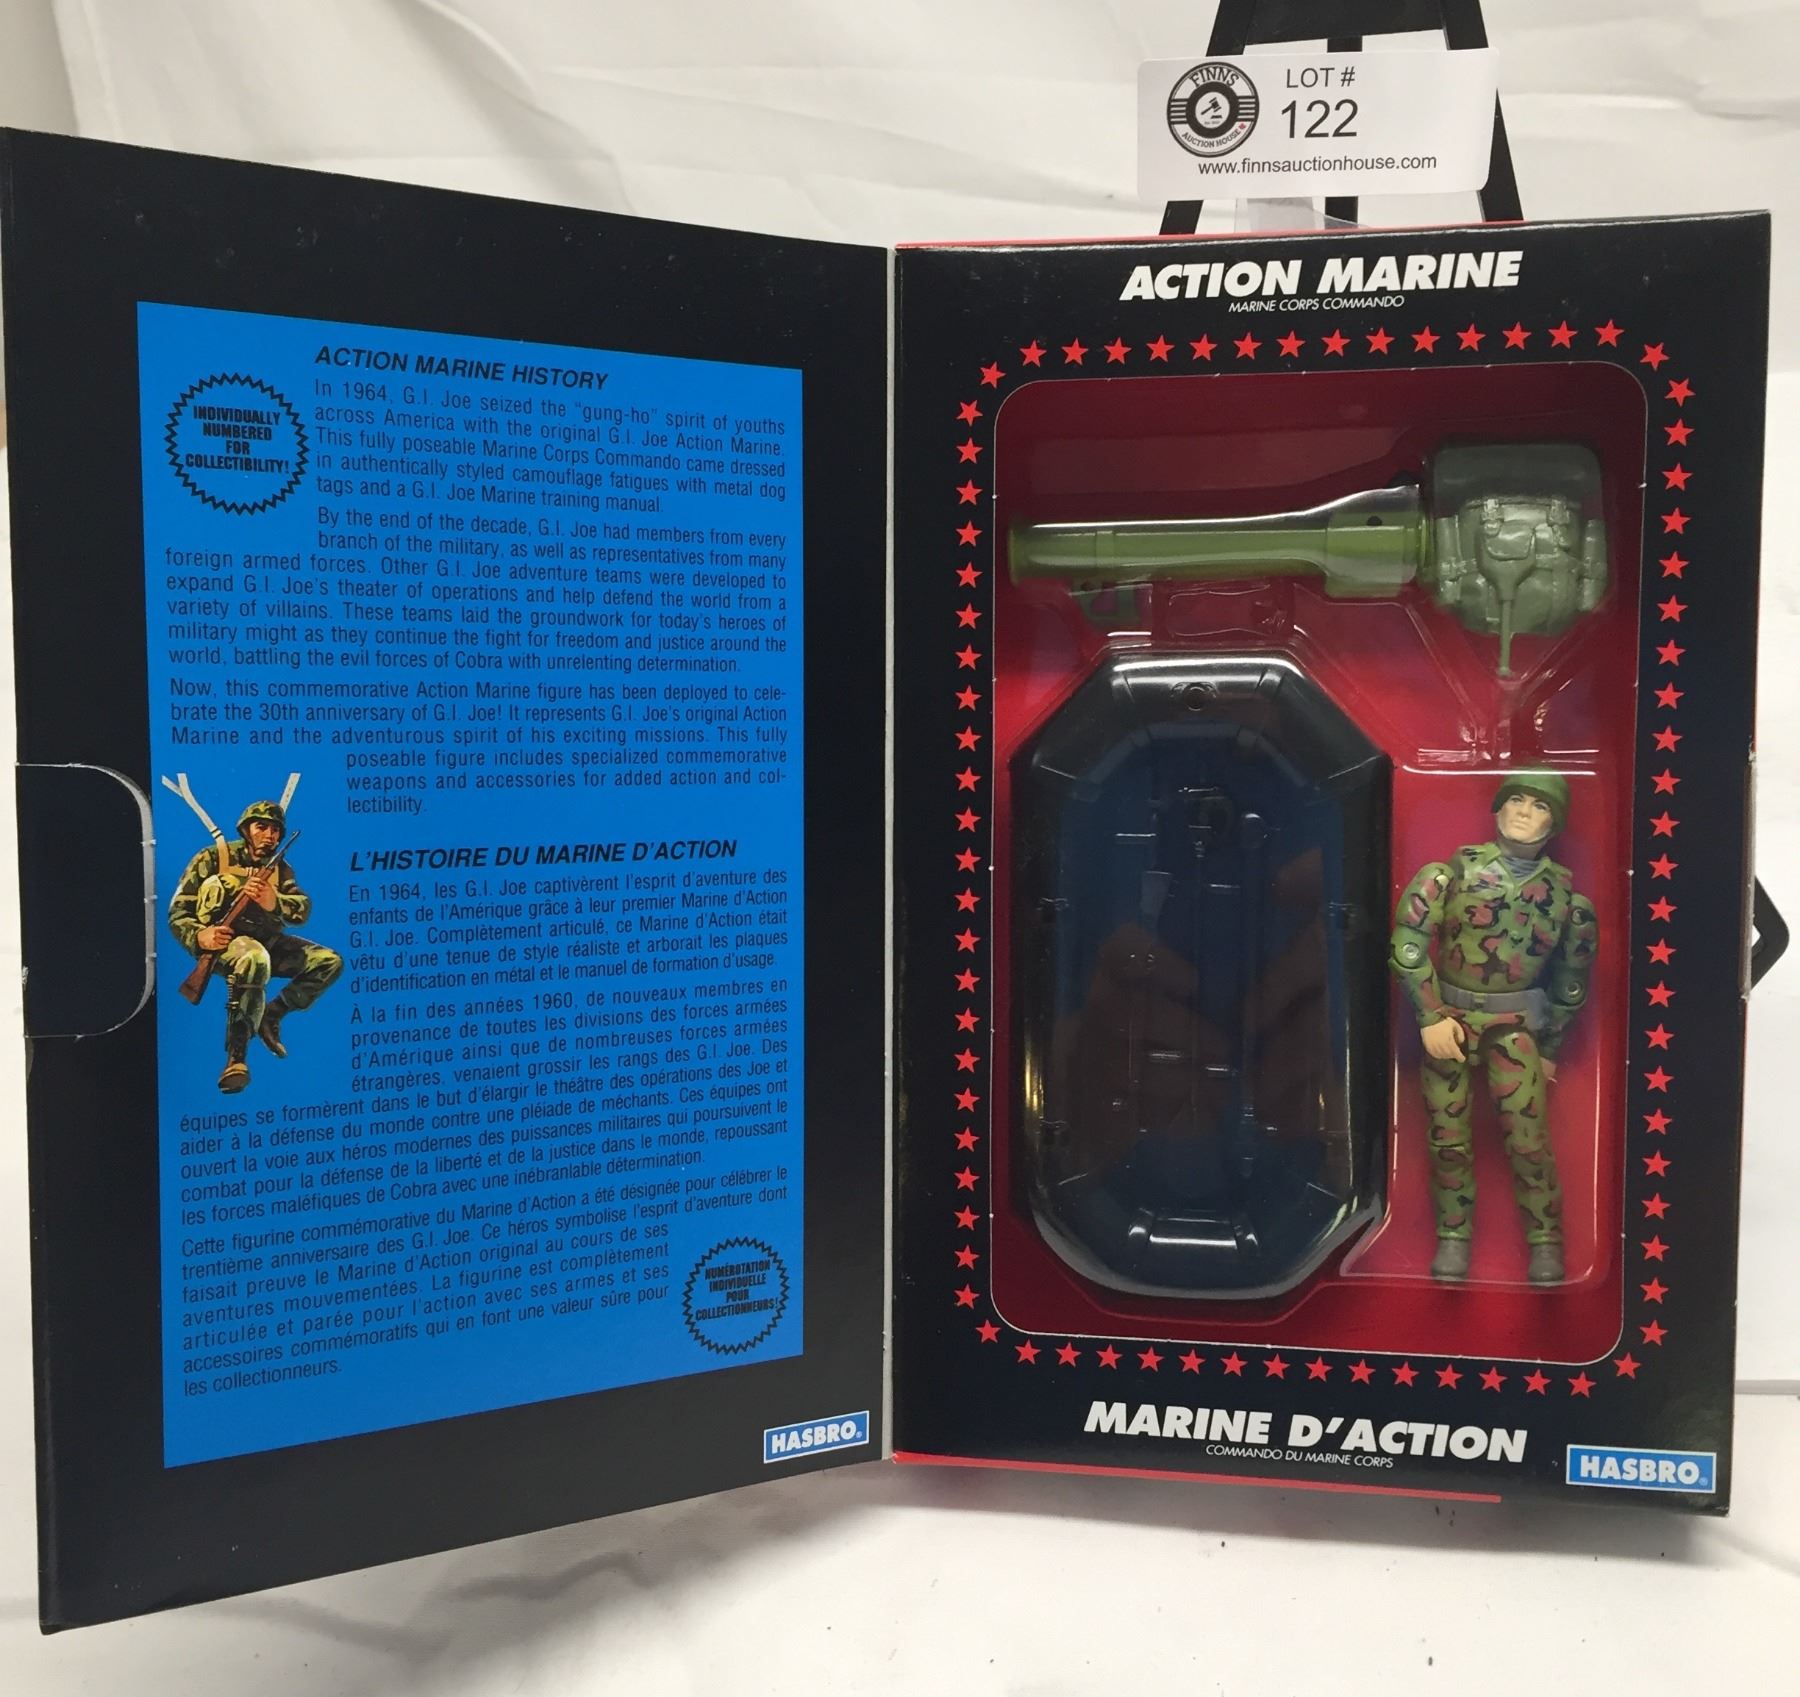 FINNS
AUCTION HOUSE
LOT #
122
www.finnsauctionhouse.com
ACTION MARINE HISTORY
INDIVIDUALLY
NUMBERED
FOR
COLLECTIBILITY!
In 1964, G.I. Joe seized the "gung-ho" spirit of youths
across America with the original G.I. Joe Action Marine.
This fully poseable Marine Corps Commando came dressed
in authentically styled camouflage fatigues with metal dog
tags and a G.I. Joe Marine training manual.
By the end of the decade, G.I. Joe had members from every
branch of the military, as well as representatives from many
foreign armed forces. Other G.I. Joe adventure teams were developed to
expand G.I. Joe's theater of operations and help defend the world from a
variety of villains. These teams laid the groundwork for today's heroes of
military might as they continue the fight for freedom and justice around the
world, battling the evil forces of Cobra with unrelenting determination.
Now, this commemorative Action Marine figure has been deployed to cele-
brate the 30th anniversary of G.I. Joe! It represents G.I. Joe's original Action
Marine and the adventurous spirit of his exciting missions. This fully
poseable figure includes specialized commemorative
weapons and accessories for added action and col-
lectibility.
L'HISTOIRE DU MARINE D'ACTION
En 1964, les G.I. Joe captivèrent l'esprit d'aventure des
enfants de l'Amérique grâce à leur premier Marine d'Action
G.I. Joe. Complètement articulé, ce Marine d'Action était
vêtu d'une tenue de style réaliste et arborait les plaques
d'identification en métal et le manuel de formation d'usage.
À la fin des années 1960, de nouveaux membres en
provenance de toutes les divisions des forces armées
d'Amérique ainsi que de nombreuses forces armées
étrangères, venaient grossir les rangs des G.I. Joe. Des
équipes se formèrent dans le but d'élargir le théâtre des opérations des Joe et
aider à la défense du monde contre une pléiade de méchants. Ces équipes ont
ouvert la voie aux héros modernes des puissances militaires qui poursuivent le
combat pour la défense de la liberté et de la justice dans le monde, repoussant
les forces maléfiques de Cobra avec une inébranlable détermination.
Cette figurine commémorative du Marine d'Action a été désignée pour célébrer le
trentième anniversaire des G.I. Joe. Ce héros symbolise l'esprit d'aventure dont
faisait preuve le Marine d'Action original au cours de ses
aventures mouvementées. La figurine est complètement
articulée et parée pour l'action avec ses armes et ses
accessoires commémoratifs qui en font une valeur sûre pour
les collectionneurs.
NUMÉROTATION
INDIVIDUELLE
POUR
COLLECTIONNEURS!
HASBRO
ACTION MARINE
MARINE CORPS COMMANDO
MARINE D'ACTION
COMMANDO DU MARINE CORPS
HASBRO